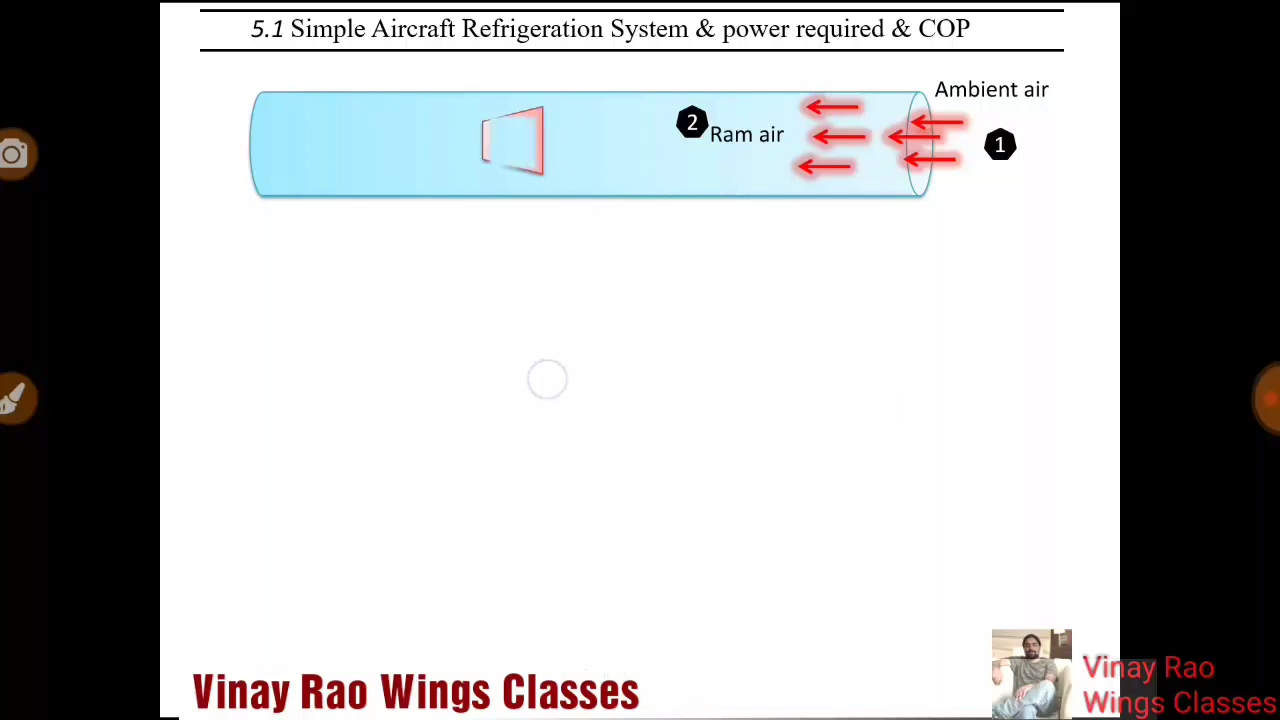 5.1 Simple Aircraft Refrigeration System & power required & COP
Ambient air
2
Ram air
1
Vinay Rao Wings Classes
Vinay Rao
Wings Classes